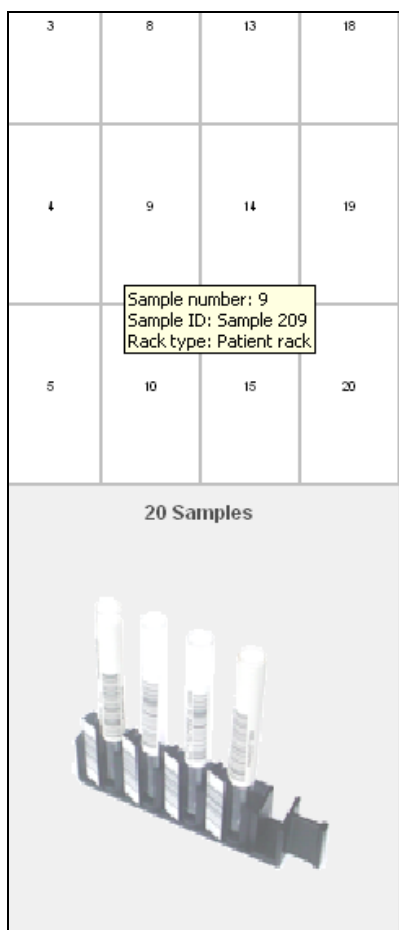 3 8 13 18
4 9 14 19
Sample number: 9
Sample ID: Sample 209
Rack type: Patient rack
5 10 15 20
20 Samples